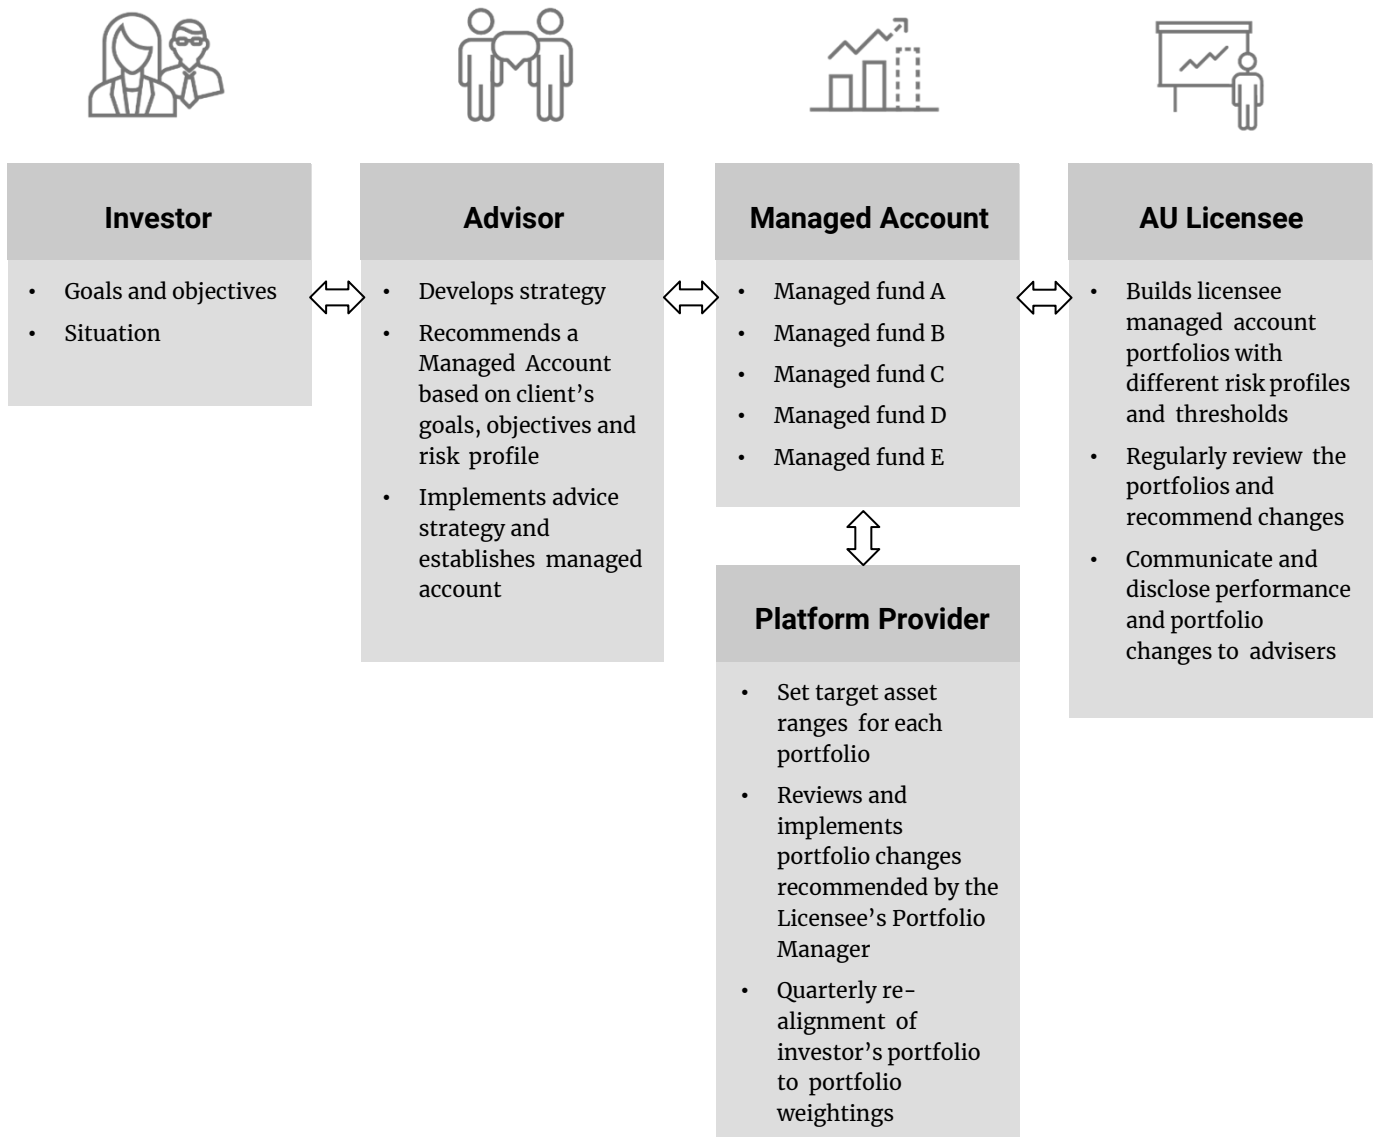 Investor
• Goals and objectives
• Situation
Advisor
• Develops strategy
• Recommends a
Managed Account
based on client’s
goals, objectives and
risk profile
• Implements advice
strategy and
establishes managed
account
Managed Account
• Managed fund A
• Managed fund B
• Managed fund C
• Managed fund D
• Managed fund E
Platform Provider
• Set target asset
ranges for each
portfolio
• Reviews and
implements
portfolio changes
recommended by the
Licensee’s Portfolio
Manager
• Quarterly re-
alignment of
investor’s portfolio
to portfolio
weightings
AU Licensee
• Builds licensee
managed account
portfolios with
different risk profiles
and thresholds
• Regularly review the
portfolios and
recommend changes
• Communicate and
disclose performance
and portfolio
changes to advisers